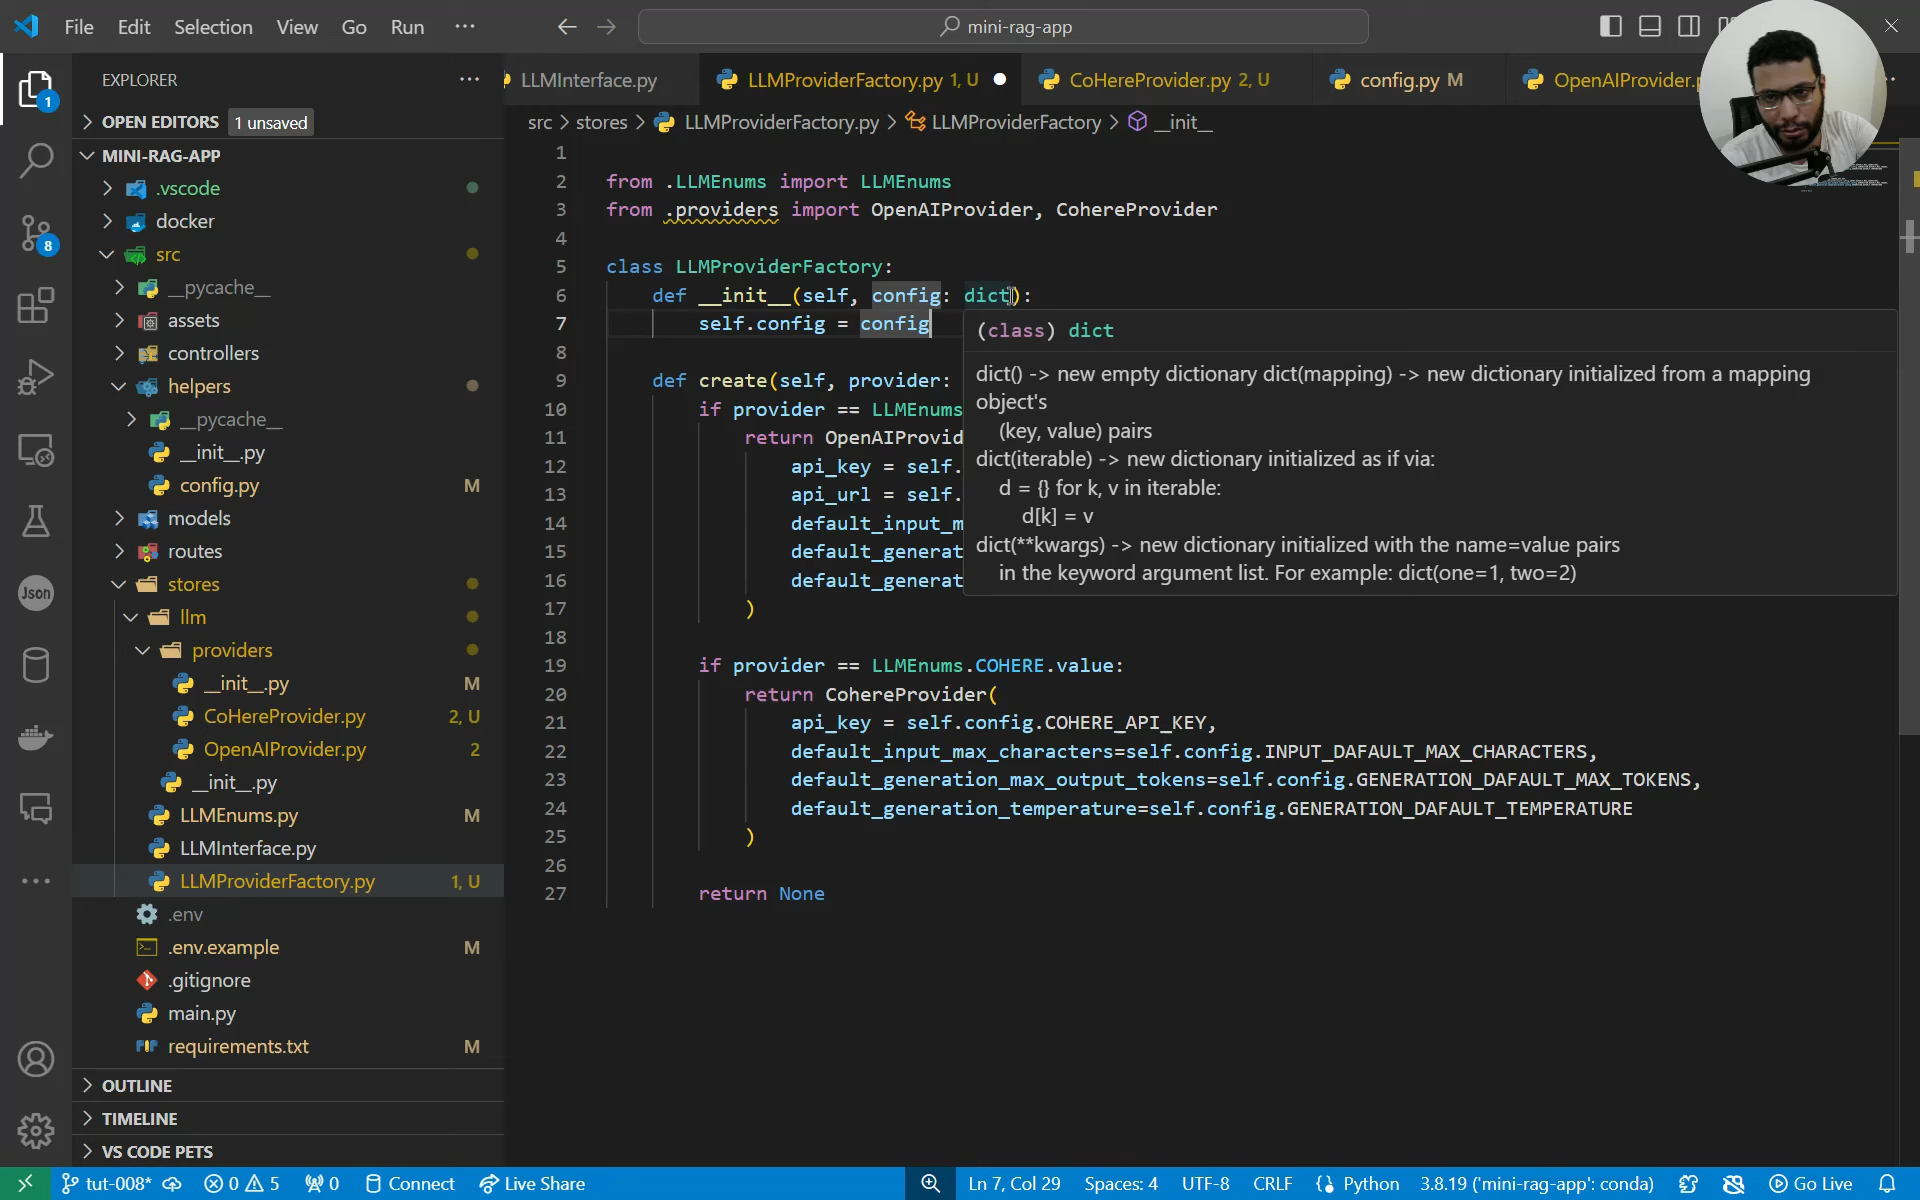 File Edit Selection View Go Run ··· mini-rag-app
EXPLORER ···
LLMInterface.py LLMProviderFactory.py 1, U CoHereProvider.py 2, U config.py M OpenAIProvider.
OPEN EDITORS 1 unsaved
src > stores > LLMProviderFactory.py > LLMProviderFactory > __init__
MINI-RAG-APP
.vscode
docker
src
__pycache__
assets
controllers
helpers
__pycache__
__init__.py
config.py M
models
routes
stores
llm
providers
__init__.py M
CoHereProvider.py 2, U
OpenAIProvider.py 2
__init__.py
LLMEnums.py M
LLMInterface.py
LLMProviderFactory.py 1, U
.env
.env.example M
.gitignore
main.py
requirements.txt M
OUTLINE
TIMELINE
VS CODE PETS
1
8
Json
1
2 from .LLMEnums import LLMEnums
3 from .providers import OpenAIProvider, CohereProvider
4
5 class LLMProviderFactory:
6 def __init__(self, config: dict):
7 self.config = config
8
9 def create(self, provider:
10 if provider == LLMEnums
11 return OpenAIProvid
12 api_key = self.
13 api_url = self.
14 default_input_m
15 default_generat
16 default_generat
17 )
18
19 if provider == LLMEnums.COHERE.value:
20 return CohereProvider(
21 api_key = self.config.COHERE_API_KEY,
22 default_input_max_characters=self.config.INPUT_DAFAULT_MAX_CHARACTERS,
23 default_generation_max_output_tokens=self.config.GENERATION_DAFAULT_MAX_TOKENS,
24 default_generation_temperature=self.config.GENERATION_DAFAULT_TEMPERATURE
25 )
26
27 return None
(class) dict
dict() -> new empty dictionary dict(mapping) -> new dictionary initialized from a mapping
object's
(key, value) pairs
dict(iterable) -> new dictionary initialized as if via:
d = {} for k, v in iterable:
d[k] = v
dict(**kwargs) -> new dictionary initialized with the name=value pairs
in the keyword argument list. For example: dict(one=1, two=2)
tut-008* 0 5 0 Connect Live Share Ln 7, Col 29 Spaces: 4 UTF-8 CRLF Python 3.8.19 ('mini-rag-app': conda) Go Live